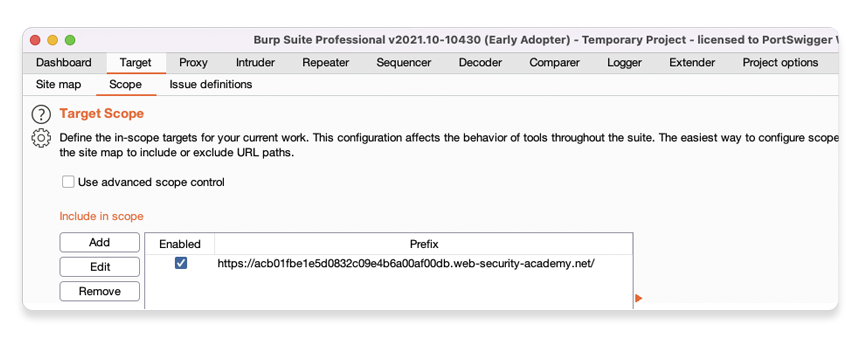 Burp Suite Professional v2021.10-10430 (Early Adopter) - Temporary Project - licensed to PortSwigger
Dashboard Target Proxy Intruder Repeater Sequencer Decoder Comparer Logger Extender Project options
Site map Scope Issue definitions
? Target Scope
Define the in-scope targets for your current work. This configuration affects the behavior of tools throughout the suite. The easiest way to configure scope
the site map to include or exclude URL paths.
Use advanced scope control
Include in scope
Add Enabled Prefix
Edit https://acb01fbe1e5d0832c09e4b6a00af00db.web-security-academy.net/
Remove